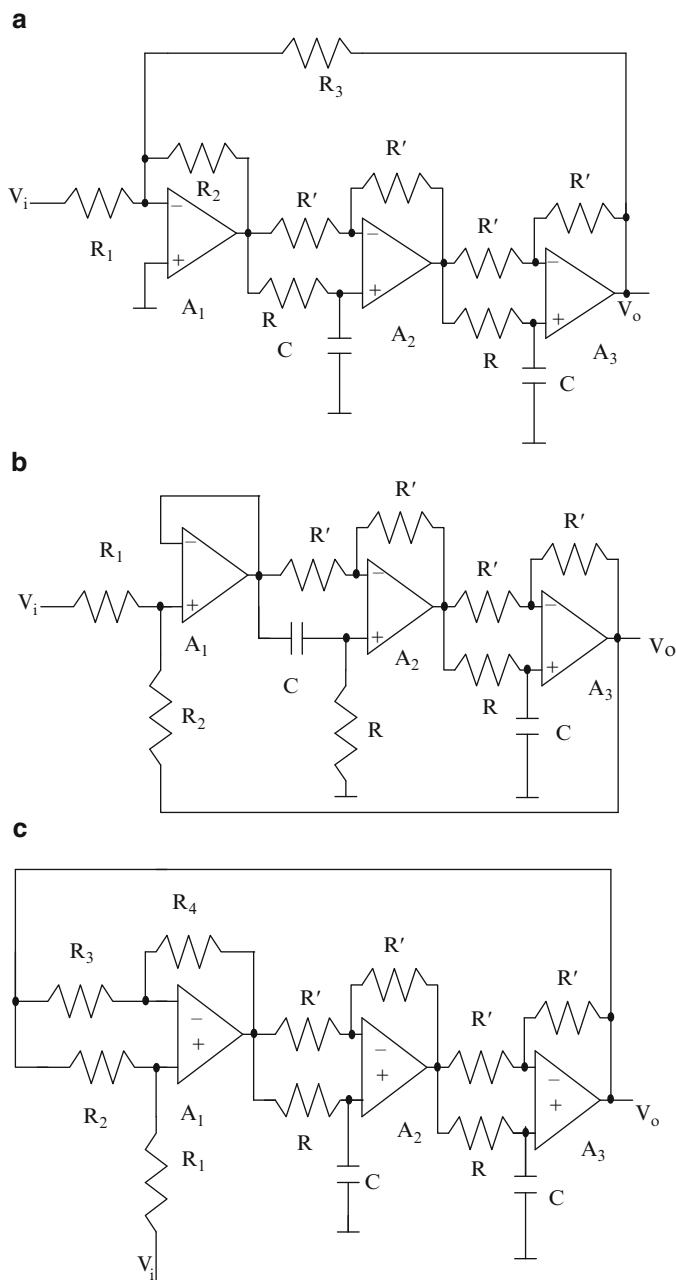 a
R₃
R'
R'
Vᵢ
R₂
R'
R'
R₁
−
−
−
+
+
+
A₁
R
A₂
R
Vₒ
A₃
C
C
b
R'
R'
R₁
R'
R'
−
−
−
Vᵢ
+
+
+
A₁
A₂
Vₒ
C
R
A₃
R₂
R
C
c
R₄
R₃
R'
R'
R'
R'
−
+
−
+
−
+
R₂
A₁
R
A₂
R
A₃
Vₒ
R₁
C
C
Vᵢ